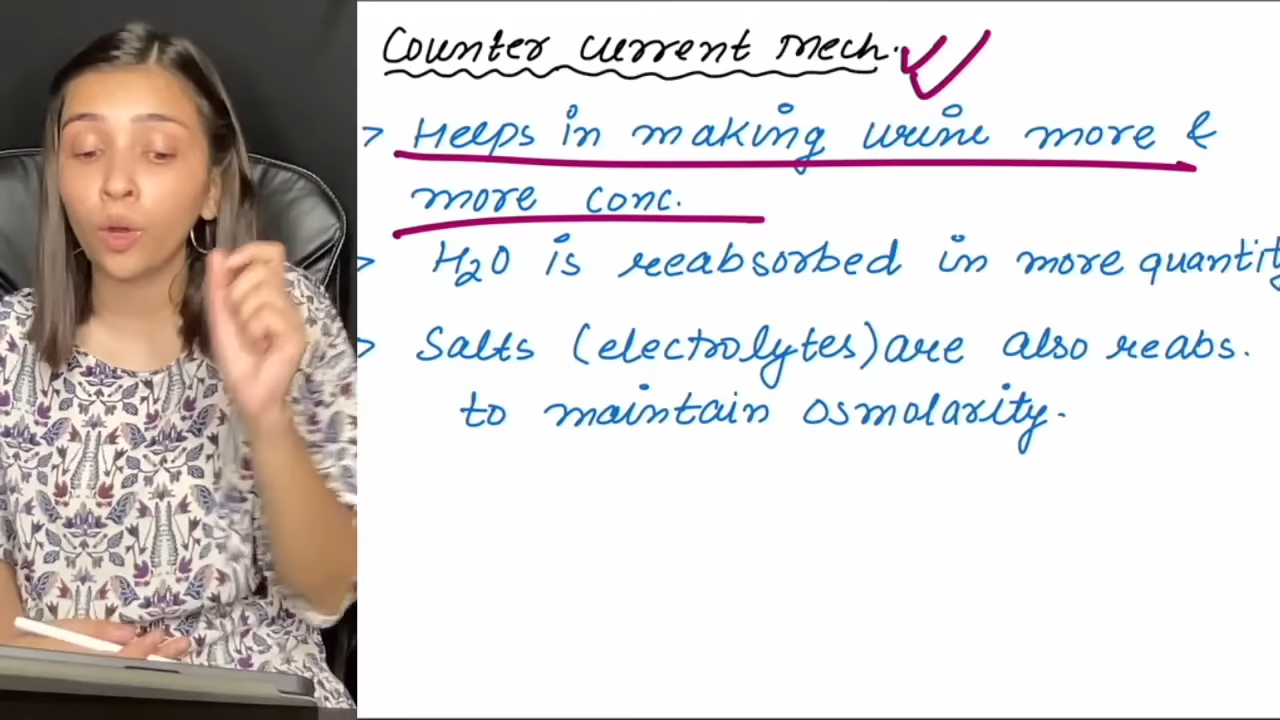 Counter Current Mech.
> Helps in making urine more &
more conc.
> H2O is reabsorbed in more quantit
> Salts (electrolytes) are also reabs.
to maintain osmolarity.